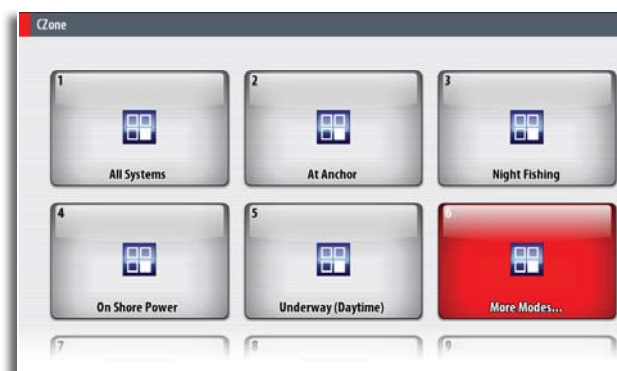 CZone
1
2
3
All Systems
At Anchor
Night Fishing
4
5
6
On Shore Power
Underway (Daytime)
More Modes...
7
8
9